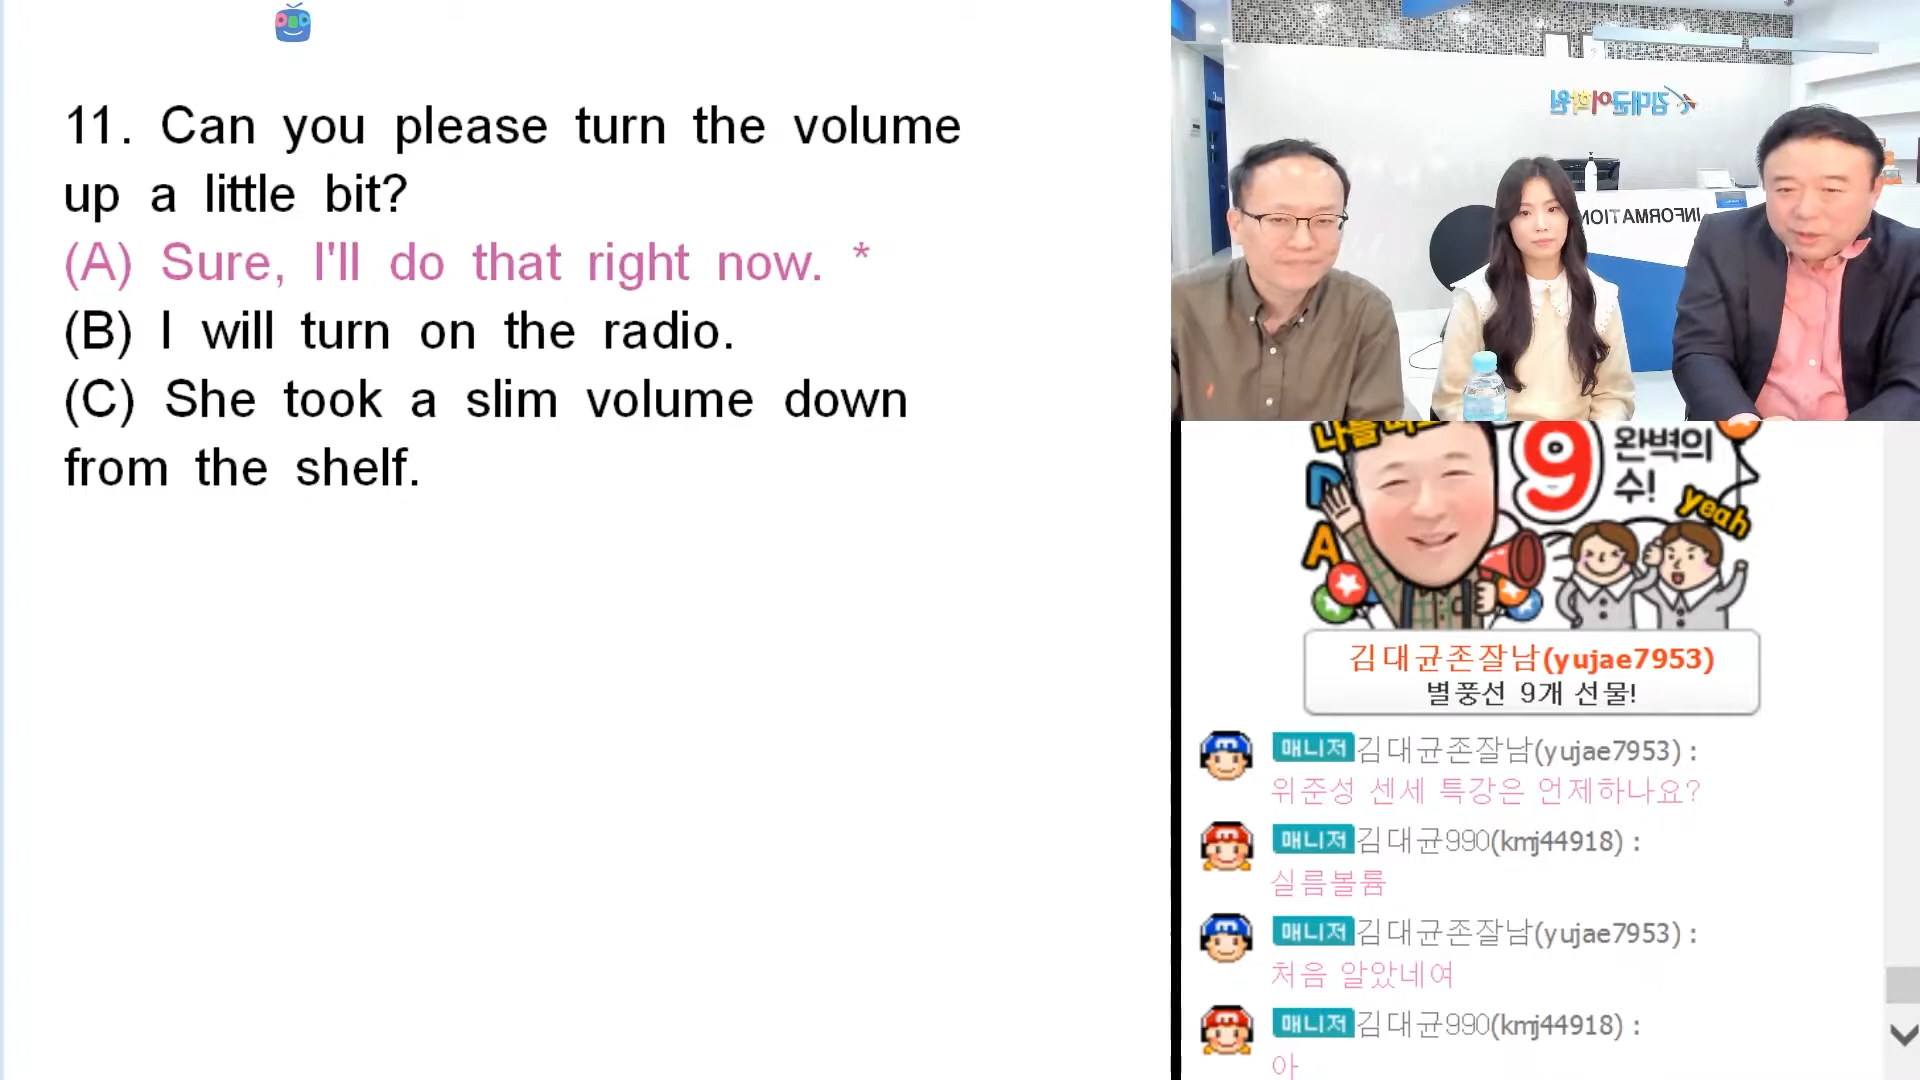 11. Can you please turn the volume
up a little bit?
(A) Sure, I'll do that right now. *
(B) I will turn on the radio.
(C) She took a slim volume down
from the shelf.
김대균어학원
INFORMATION
9
완벽의
수!
yeah
김대균존잘남(yujae7953)
별풍선 9개 선물!
매니저 김대균존잘남(yujae7953) :
위준성 센세 특강은 언제하나요?
매니저 김대균990(kmj44918) :
실름볼륨
매니저 김대균존잘남(yujae7953) :
처음 알았네여
매니저 김대균990(kmj44918) :
아